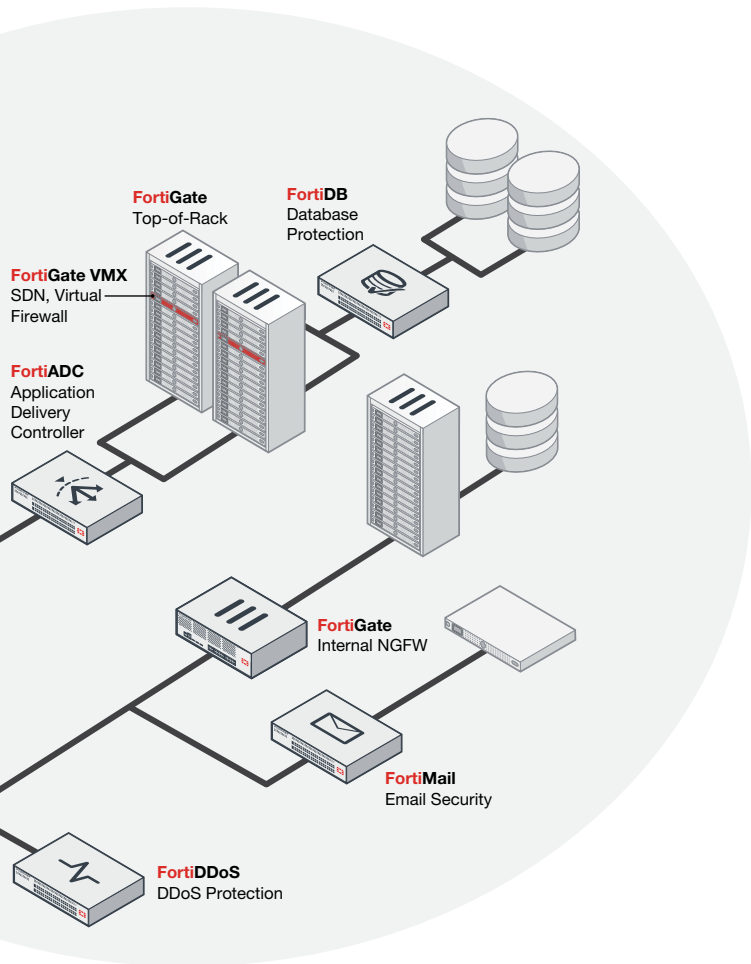 FortiGate
Top-of-Rack
FortiDB
Database
Protection
FortiGate VMX
SDN, Virtual
Firewall
FortiADC
Application
Delivery
Controller
FortiGate
Internal NGFW
FortiMail
Email Security
FortiDDoS
DDoS Protection